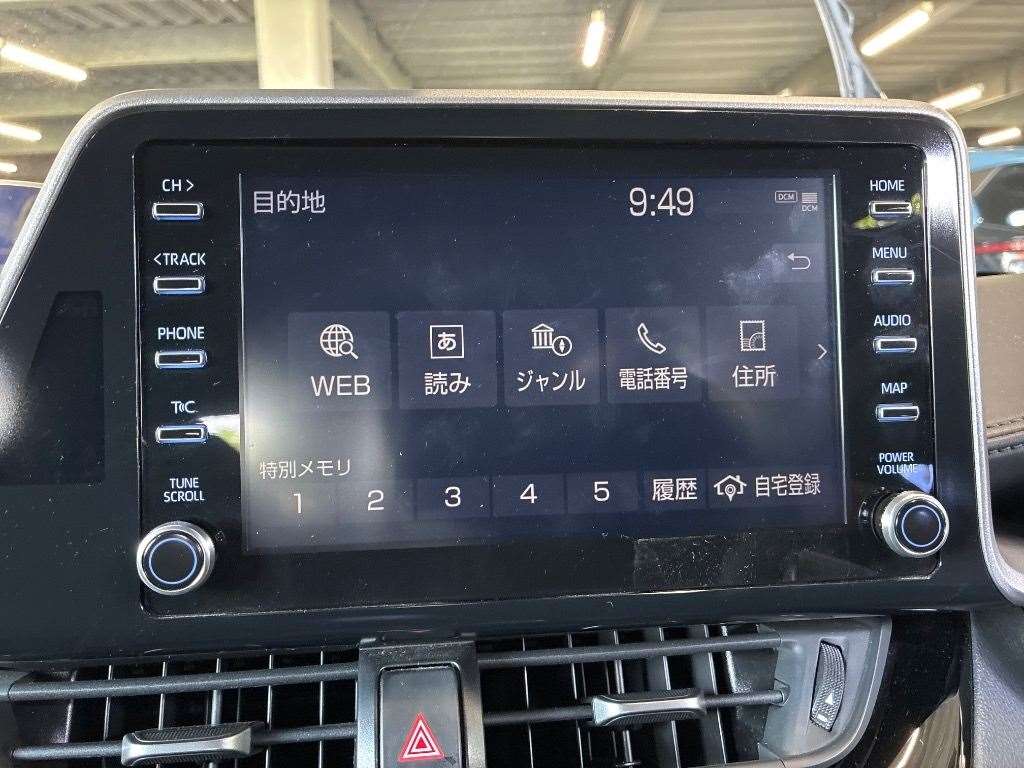 CH >
< TRACK
PHONE
T C
TUNE
SCROLL
目的地
9:49
DCM
DCM
WEB
あ
読み
ジャンル
電話番号
住所
特別メモリ
1 2 3 4 5 履歴 自宅登録
HOME
MENU
AUDIO
MAP
POWER
VOLUME